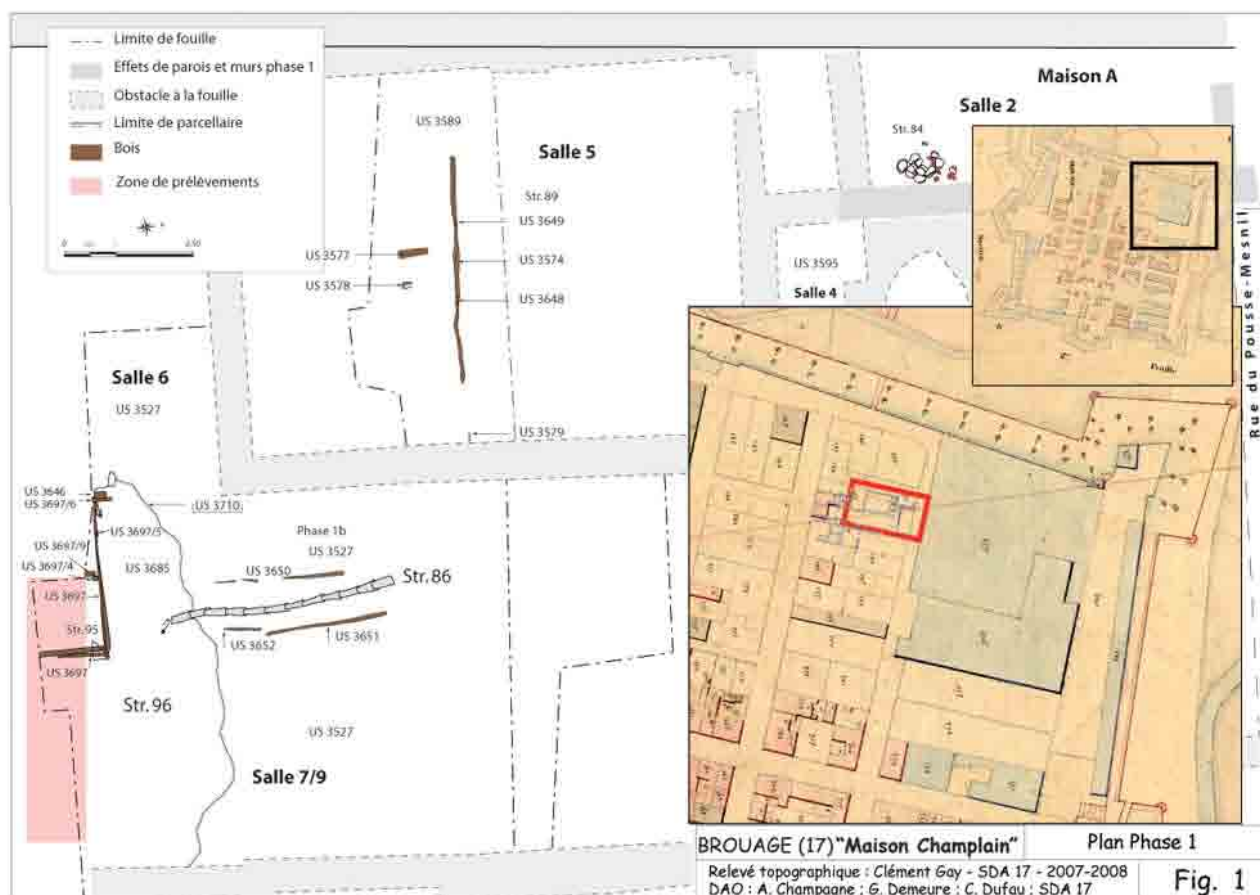 Limite de fouille
Effets de parois et murs phase 1
Obstacle à la fouille
Limite de parcellaire
Bois
Zone de prélèvements
Maison A
Salle 2
Str.84
US 3589
Salle 5
Str.89
US 3649
US 3577
US 3574
US 3578
US 3648
US 3595
Salle 4
Rue du Pousse-Mesnil
Salle 6
US 3527
US 3529
US 3646
US 3697/6
US 3710
US 3697/5
Phase 1b
US 3527
US 3697/9
US 3697/4
US 3685
US 3650
Str.86
US 3697
Str.95
US 3652
US 3651
US 3697
Str.96
US 3527
Salle 7/9
BROUAGE (17) "Maison Champlain"
Plan Phase 1
Relevé topographique : Clément Gay - SDA 17 - 2007-2008
DAO : A. Champagne ; G. Demeure ; C. Dufau ; SDA 17
Fig. 1